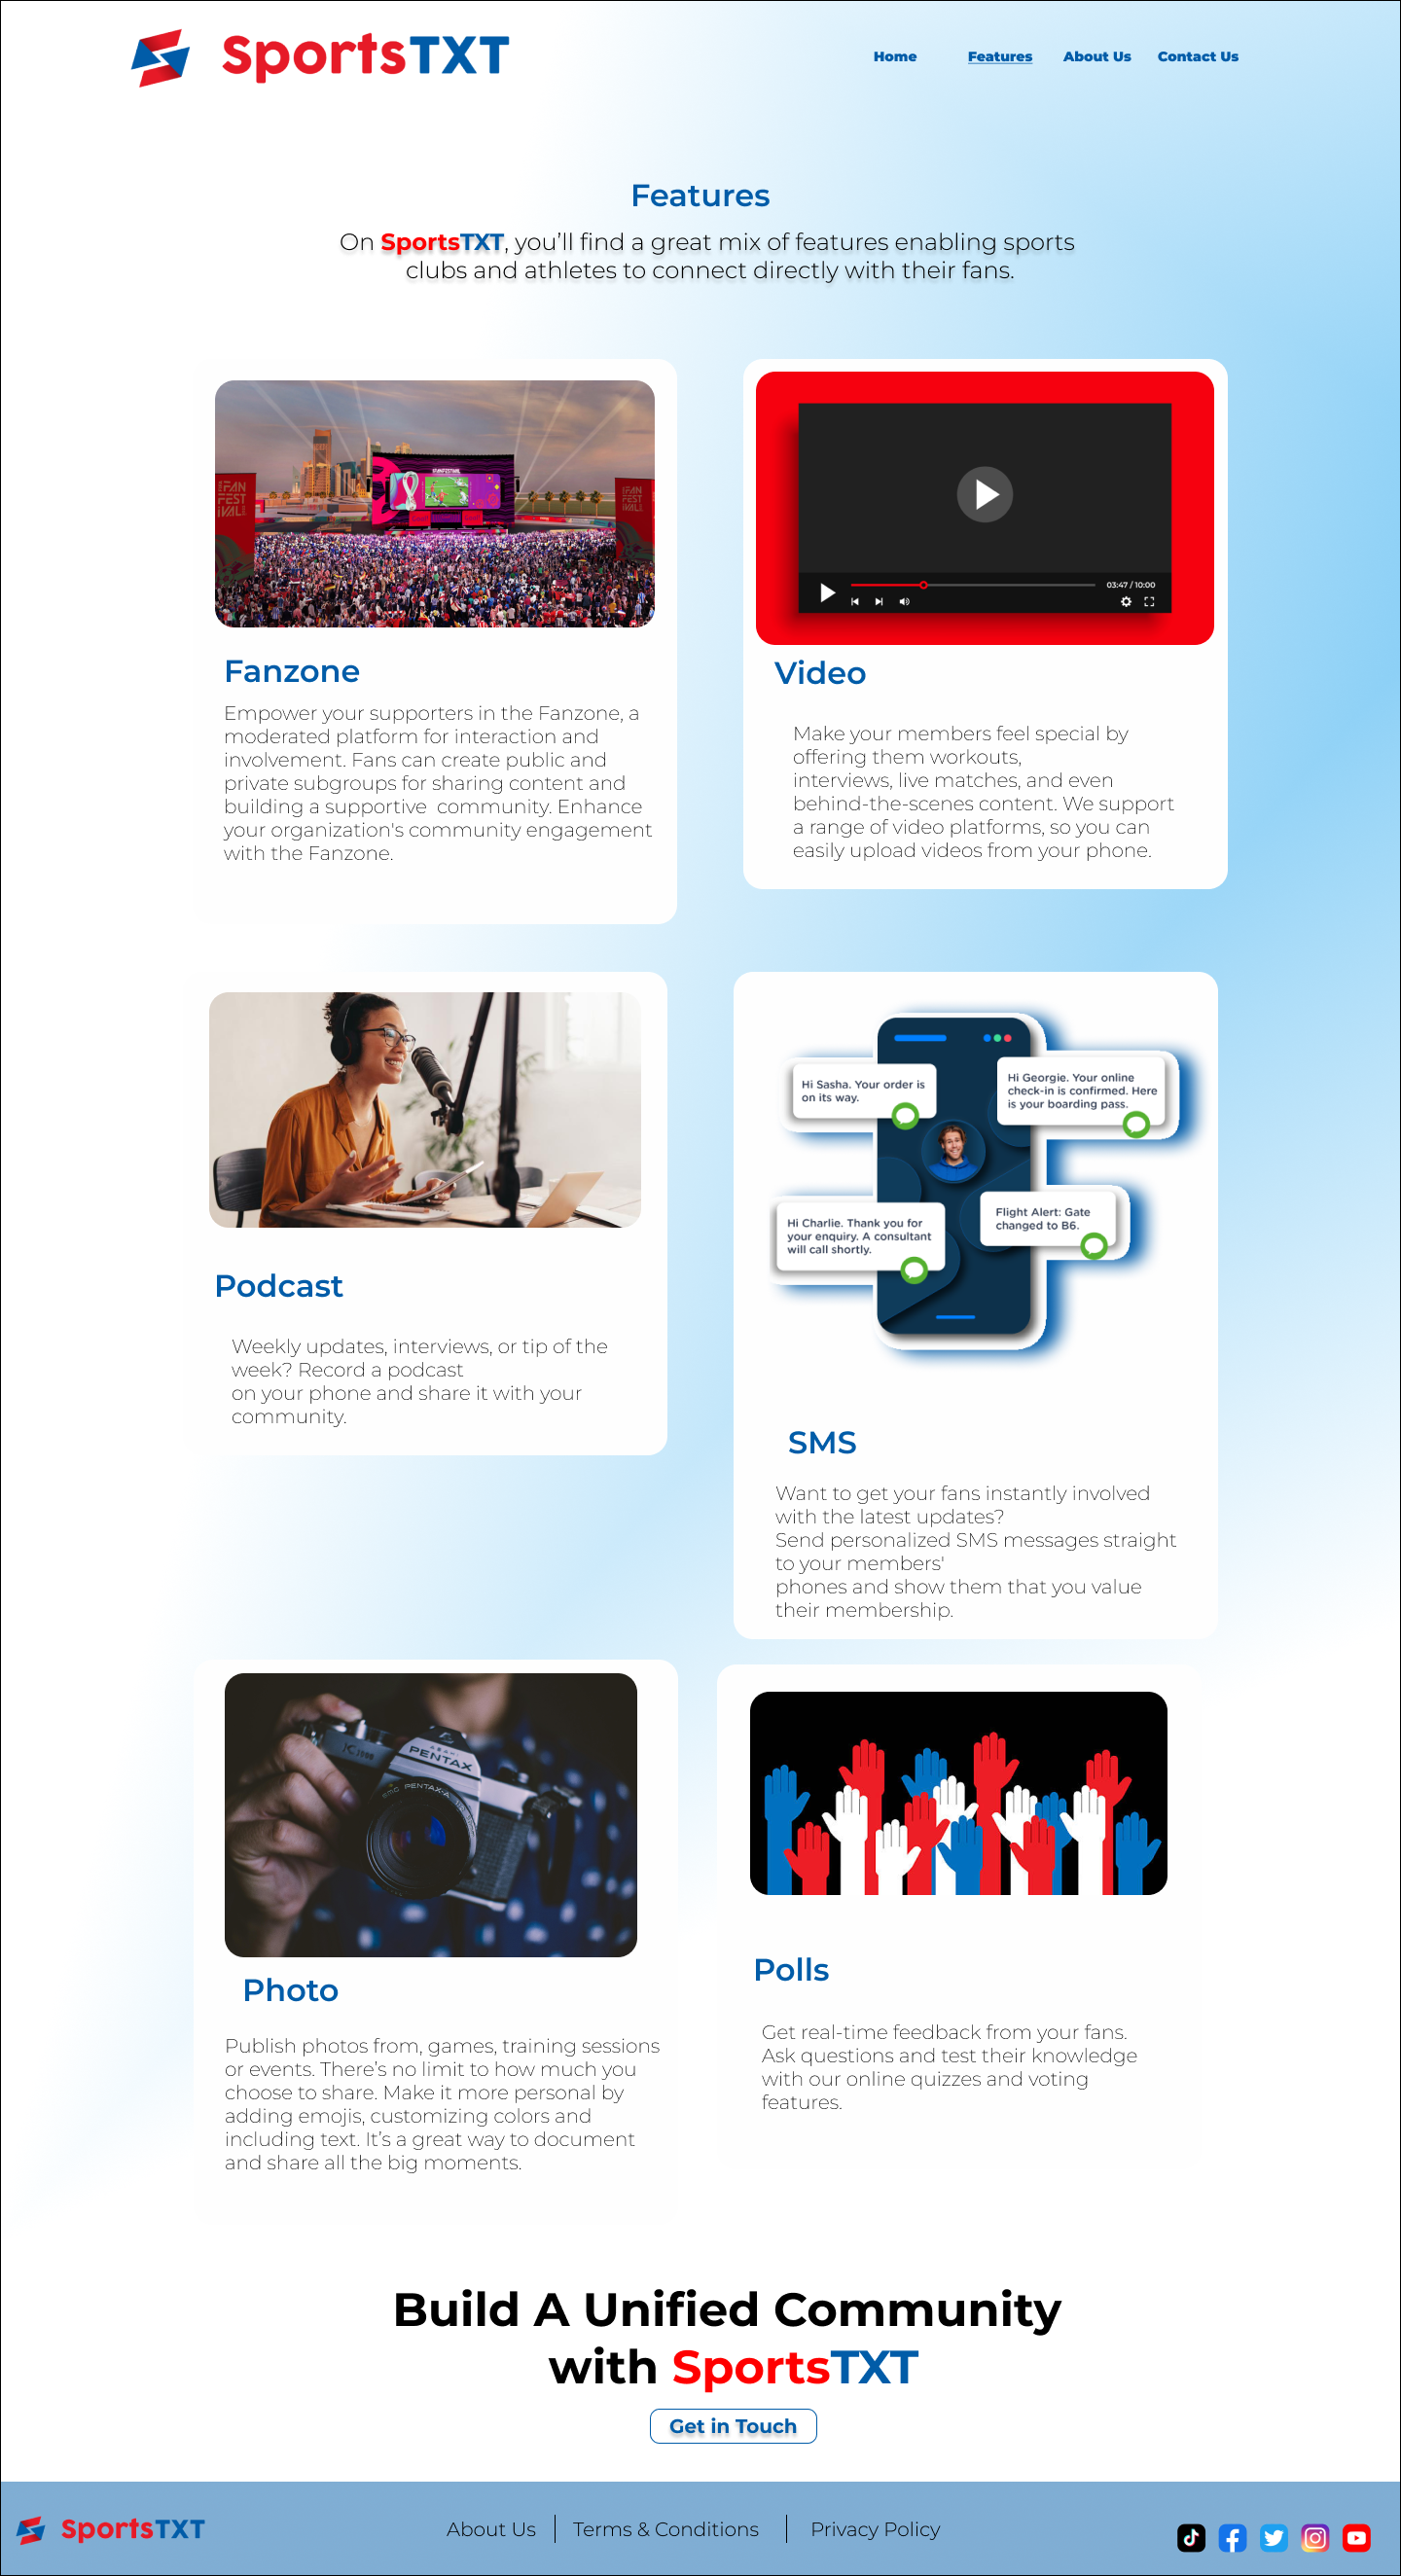 SportsTXT
Home Features About Us Contact Us
Features
On SportsTXT, you’ll find a great mix of features enabling sports
clubs and athletes to connect directly with their fans.
FAN
FEST
iVAL
FANFESTIVAL
FAN
FEST
IVAL
03:47 / 10:00
Fanzone
Empower your supporters in the Fanzone, a
moderated platform for interaction and
involvement. Fans can create public and
private subgroups for sharing content and
building a supportive  community. Enhance
your organization's community engagement
with the Fanzone.
Video
Make your members feel special by
offering them workouts,
interviews, live matches, and even
behind-the-scenes content. We support
a range of video platforms, so you can
easily upload videos from your phone.
Podcast
Weekly updates, interviews, or tip of the
week? Record a podcast
on your phone and share it with your
community.
Hi Sasha. Your order is
on its way.
Hi Georgie. Your online
check-in is confirmed. Here
is your boarding pass.
Hi Charlie. Thank you for
your enquiry. A consultant
will call shortly.
Flight Alert: Gate
changed to B6.
SMS
Want to get your fans instantly involved
with the latest updates?
Send personalized SMS messages straight
to your members'
phones and show them that you value
their membership.
ASAHI
PENTAX
PENTAX-A
Photo
Publish photos from, games, training sessions
or events. There’s no limit to how much you
choose to share. Make it more personal by
adding emojis, customizing colors and
including text. It’s a great way to document
and share all the big moments.
Polls
Get real-time feedback from your fans.
Ask questions and test their knowledge
with our online quizzes and voting
features.
Build A Unified Community
with SportsTXT
Get in Touch
SportsTXT
About Us
Terms & Conditions
Privacy Policy